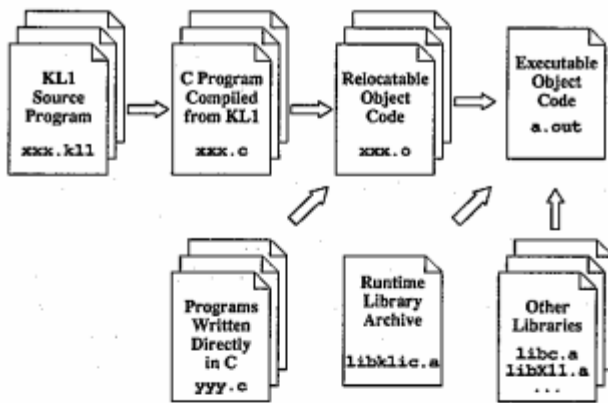 KL1
Source
Program
xxx.kl1
C Program
Compiled
from KL1
xxx.c
Relocatable
Object
Code
xxx.o
Executable
Object
Code
a.out
Programs
Written
Directly
in C
yyy.c
Runtime
Library
Archive
libklic.a
Other
Libraries
libc.a
libX11.a
...